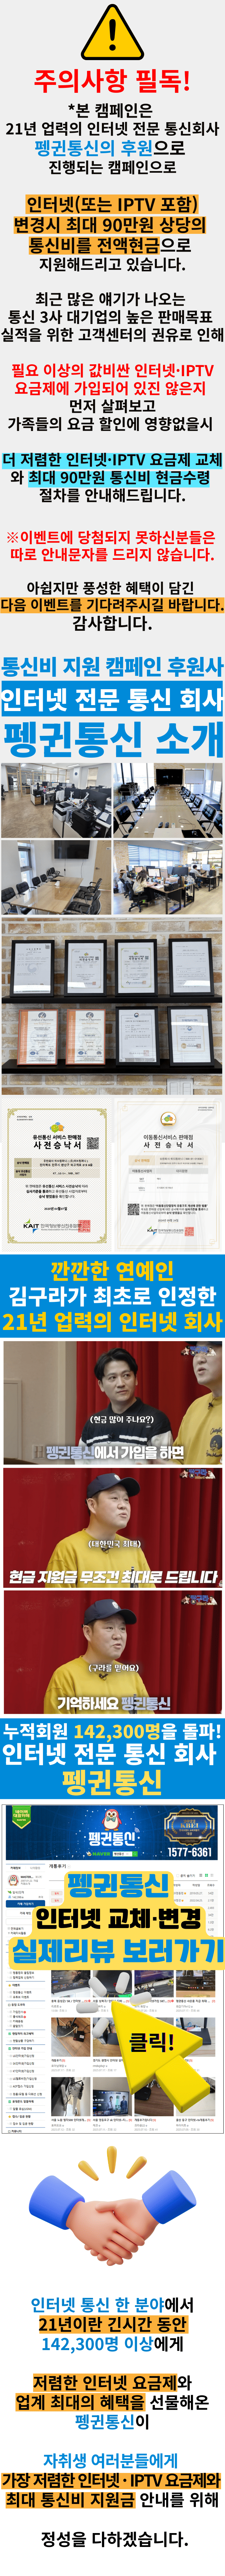 주의사항 필독!
*본 캠페인은
21년 업력의 인터넷 전문 통신회사
펭귄통신의 후원으로
진행되는 캠페인으로
인터넷(또는 IPTV 포함)
변경시 최대 90만원 상당의
통신비를 전액현금으로
지원해드리고 있습니다.
최근 많은 얘기가 나오는
통신 3사 대기업의 높은 판매목표
실적을 위한 고객센터의 권유로 인해
필요 이상의 값비싼 인터넷·IPTV
요금제에 가입되어 있진 않은지
먼저 살펴보고
가족들의 요금 할인에 영향없을시
더 저렴한 인터넷·IPTV 요금제 교체
와 최대 90만원 통신비 현금수령
절차를 안내해드립니다.
※이벤트에 당첨되지 못하신분들은
따로 안내문자를 드리지 않습니다.
아쉽지만 풍성한 혜택이 담긴
다음 이벤트를 기다려주시길 바랍니다.
감사합니다.
통신비 지원 캠페인 후원사
인터넷 전문 통신 회사
펭귄통신 소개
유선통신 서비스 판매점
사전승낙서
이동통신서비스 판매점
사전승낙서
KAIT
KAIT
깐깐한 연예인
김구라가 최초로 인정한
21년 업력의 인터넷 회사
(현금 많이 주나요?)
펭귄통신에서 가입을 하면
(대한민국 최대)
현금 지원금 무조건 최대로 드립니다
(구라를 믿어요)
기억하세요 펭귄통신
누적회원 142,300명을 돌파!
인터넷 전문 통신 회사
펭귄통신
펭귄통신
NAVER
1577-6361
개통후기
펭귄통신
인터넷 교체·변경
실제리뷰 보러가기
클릭!
인터넷 통신 한 분야에서
21년이란 긴시간 동안
142,300명 이상에게
저렴한 인터넷 요금제와
업계 최대의 혜택을 선물해온
펭귄통신이
자취생 여러분들에게
가장 저렴한 인터넷·IPTV 요금제와
최대 통신비 지원금 안내를 위해
정성을 다하겠습니다.